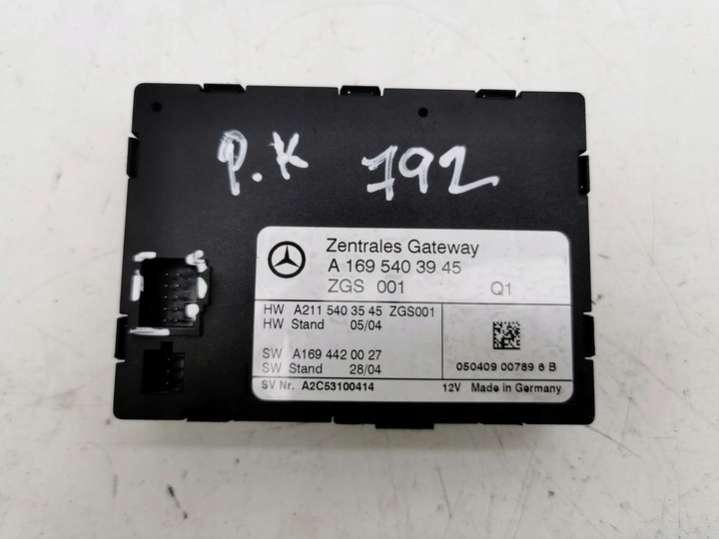 P.K 792
Zentrales Gateway
A 169 540 39 45
ZGS 001 Q1
HW A211 540 35 45 ZGS001
HW Stand 05/04
SW A169 442 00 27
SW Stand 28/04
050409 00789 6 B
SV Nr. A2C53100414 12V Made in Germany